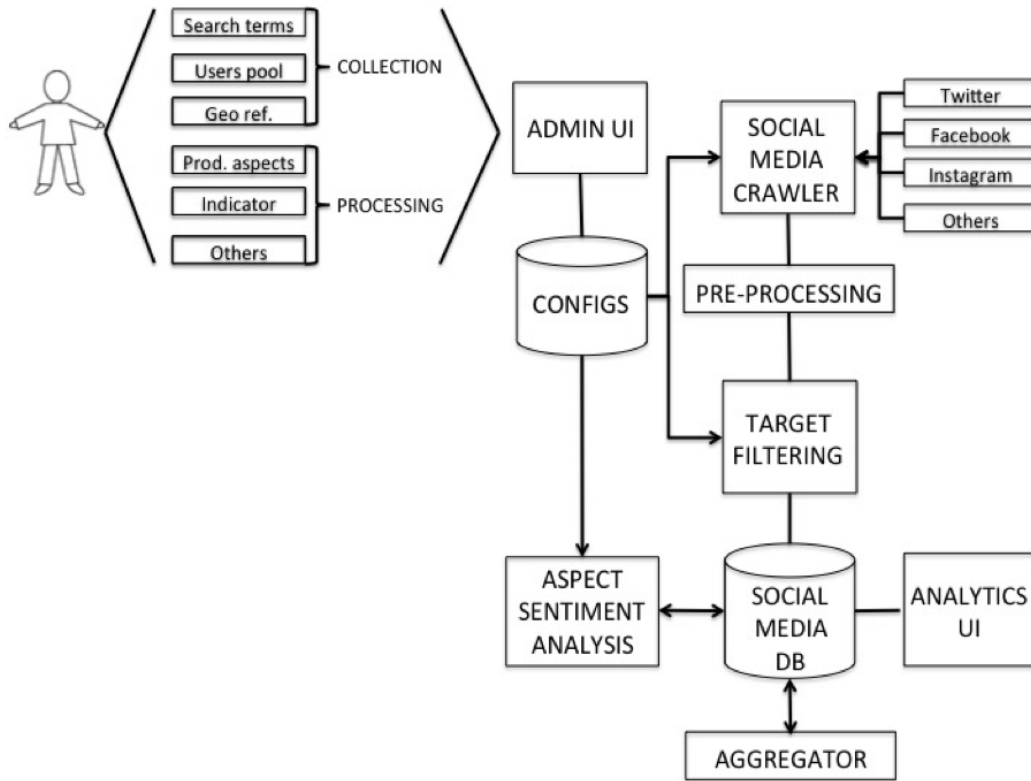 Search terms
Users pool
Geo ref.
COLLECTION
Prod. aspects
Indicator
Others
PROCESSING
ADMIN UI
CONFIGS
SOCIAL
MEDIA
CRAWLER
Twitter
Facebook
Instagram
Others
PRE-PROCESSING
TARGET
FILTERING
ASPECT
SENTIMENT
ANALYSIS
SOCIAL
MEDIA
DB
ANALYTICS
UI
AGGREGATOR